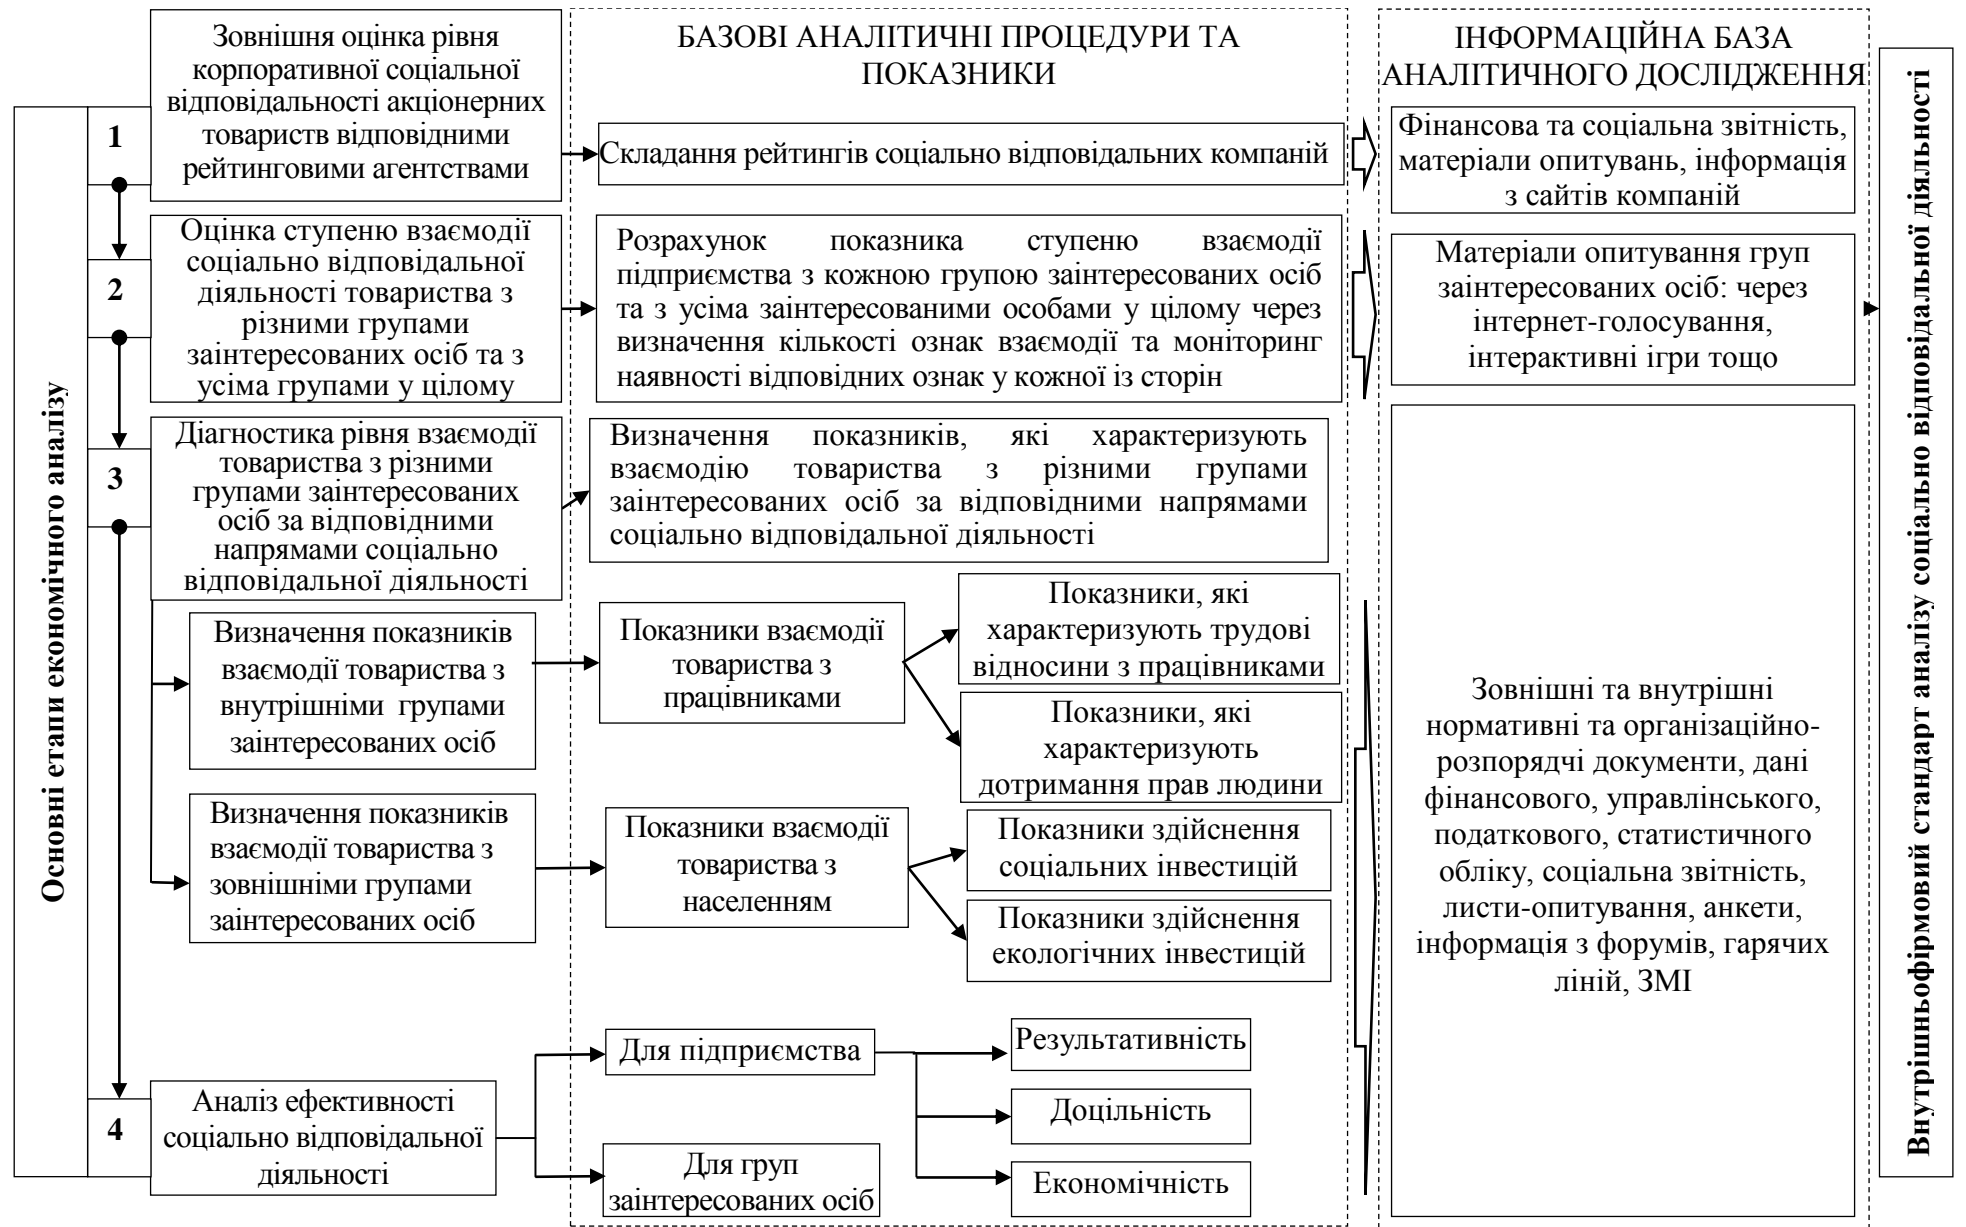 Основні етапи економічного аналізу
1
Зовнішня оцінка рівня
корпоративної соціальної
відповідальності акціонерних
товариств відповідними
рейтинговими агентствами
2
Оцінка ступеню взаємодії
соціально відповідальної
діяльності товариства з
різними групами
заінтересованих осіб та з
усіма групами у цілому
3
Діагностика рівня взаємодії
товариства з різними
групами заінтересованих
осіб за відповідними
напрямами соціально
відповідальної діяльності
Визначення показників
взаємодії товариства з
внутрішніми групами
заінтересованих осіб
Визначення показників
взаємодії товариства з
зовнішніми групами
заінтересованих осіб
4
Аналіз ефективності
соціально відповідальної
діяльності
БАЗОВІ АНАЛІТИЧНІ ПРОЦЕДУРИ ТА
ПОКАЗНИКИ
Складання рейтингів соціально відповідальних компаній
Розрахунок показника ступеню взаємодії
підприємства з кожною групою заінтересованих осіб
та з усіма заінтересованими особами у цілому через
визначення кількості ознак взаємодії та моніторинг
наявності відповідних ознак у кожної із сторін
Визначення показників, які характеризують
взаємодію товариства з різними групами
заінтересованих осіб за відповідними напрямами
соціально відповідальної діяльності
Показники взаємодії
товариства з
працівниками
Показники, які
характеризують трудові
відносини з працівниками
Показники, які
характеризують
дотримання прав людини
Показники взаємодії
товариства з
населенням
Показники здійснення
соціальних інвестицій
Показники здійснення
екологічних інвестицій
Для підприємства
Результативність
Доцільність
Економічність
Для груп
заінтересованих осіб
ІНФОРМАЦІЙНА БАЗА
АНАЛІТИЧНОГО ДОСЛІДЖЕННЯ
Фінансова та соціальна звітність,
матеріали опитувань, інформація
з сайтів компаній
Матеріали опитування груп
заінтересованих осіб: через
інтернет-голосування,
інтерактивні ігри тощо
Зовнішні та внутрішні
нормативні та організаційно-
розпорядчі документи, дані
фінансового, управлінського,
податкового, статистичного
обліку, соціальна звітність,
листи-опитування, анкети,
інформація з форумів, гарячих
ліній, ЗМІ
Внутрішньофірмовий стандарт аналізу соціально відповідальної діяльності